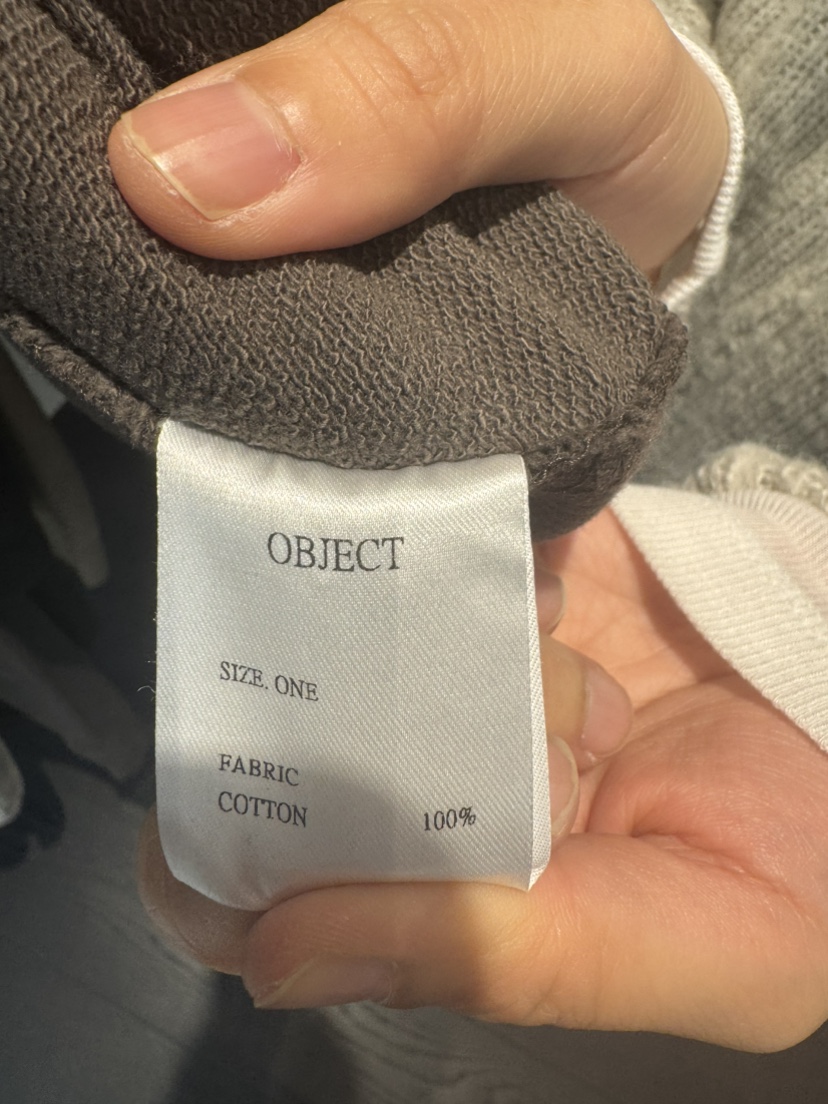 OBJECT
SIZE. ONE
FABRIC
COTTON 100%